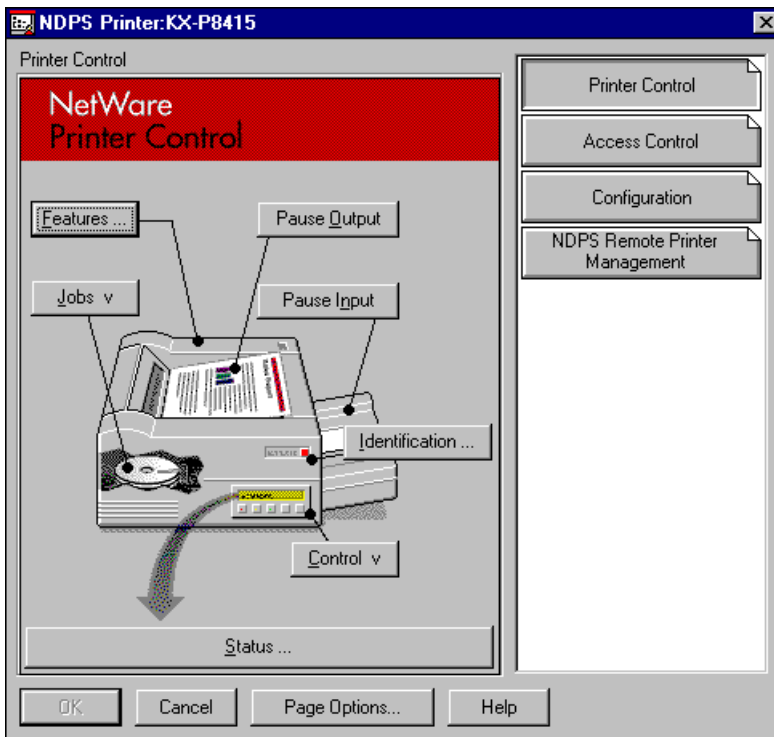 NDPS Printer:KX-P8415
Printer Control
NetWare
Printer Control
Features ...
Pause Output
Jobs v
Pause Input
Identification ...
Control v
Status ...
Printer Control
Access Control
Configuration
NDPS Remote Printer
Management
OK
Cancel
Page Options...
Help